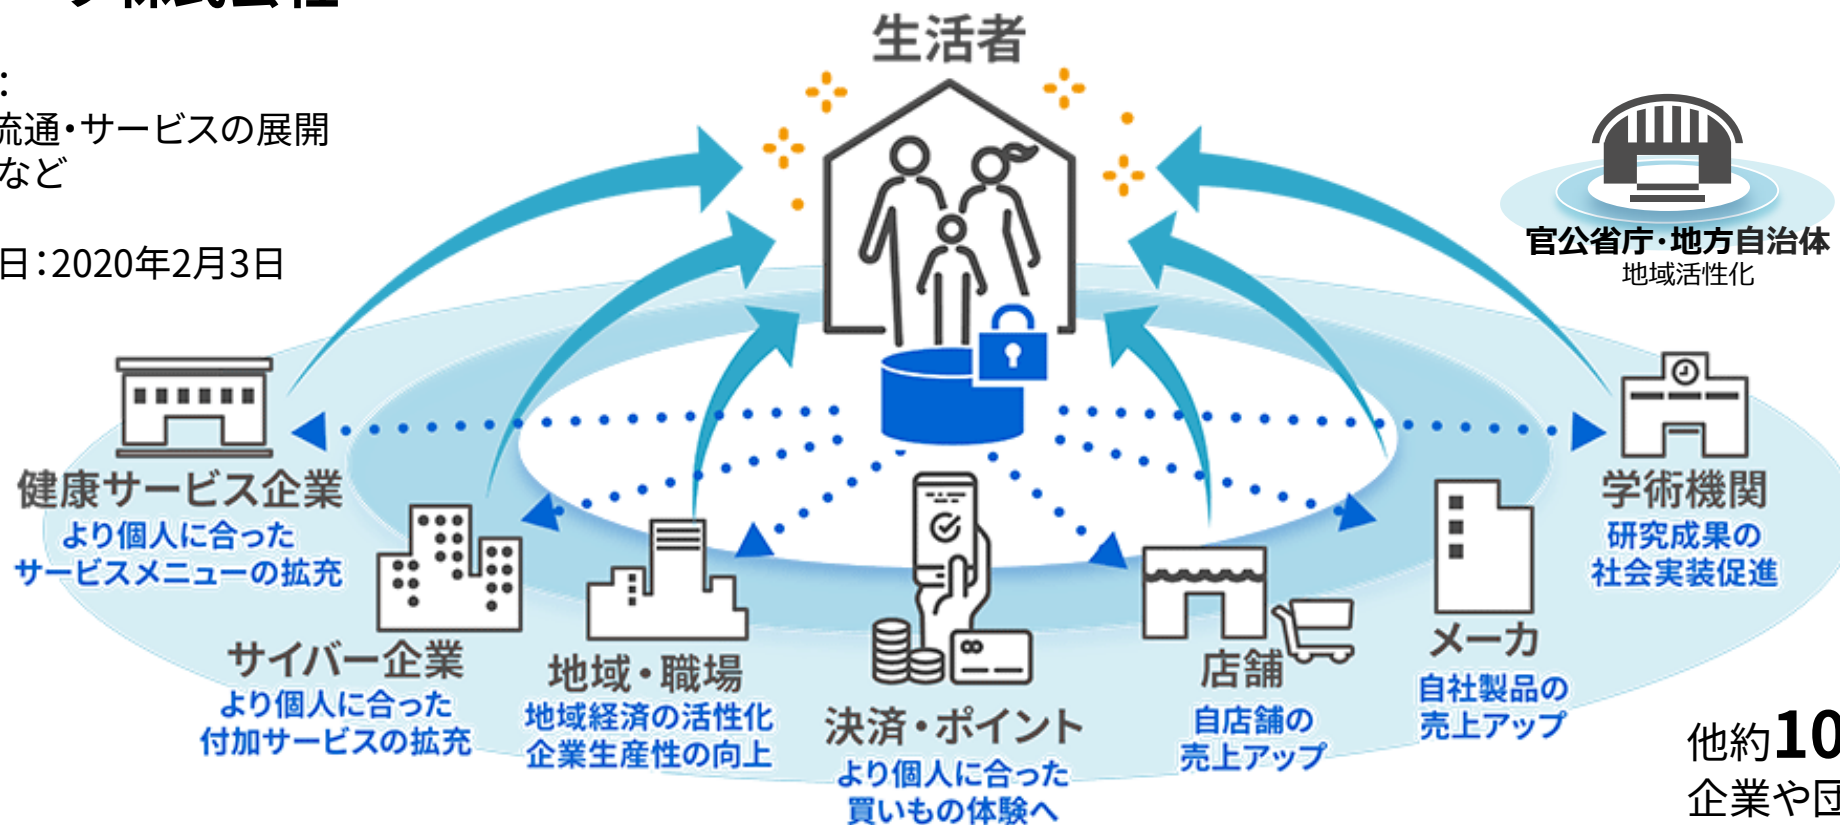 株式会社
生活者
：
流通・サービスの展開
など
日：2020年2月3日
官公省庁・地方自治体
地域活性化
健康サービス企業
より個人に合った
サービスメニューの拡充
学術機関
研究成果の
社会実装促進
サイバー企業
より個人に合った
付加サービスの拡充
地域・職場
地域経済の活性化
企業生産性の向上
決済・ポイント
より個人に合った
買いもの体験へ
店舗
自店舗の
売上アップ
メーカ
自社製品の
売上アップ
他約10
企業や団